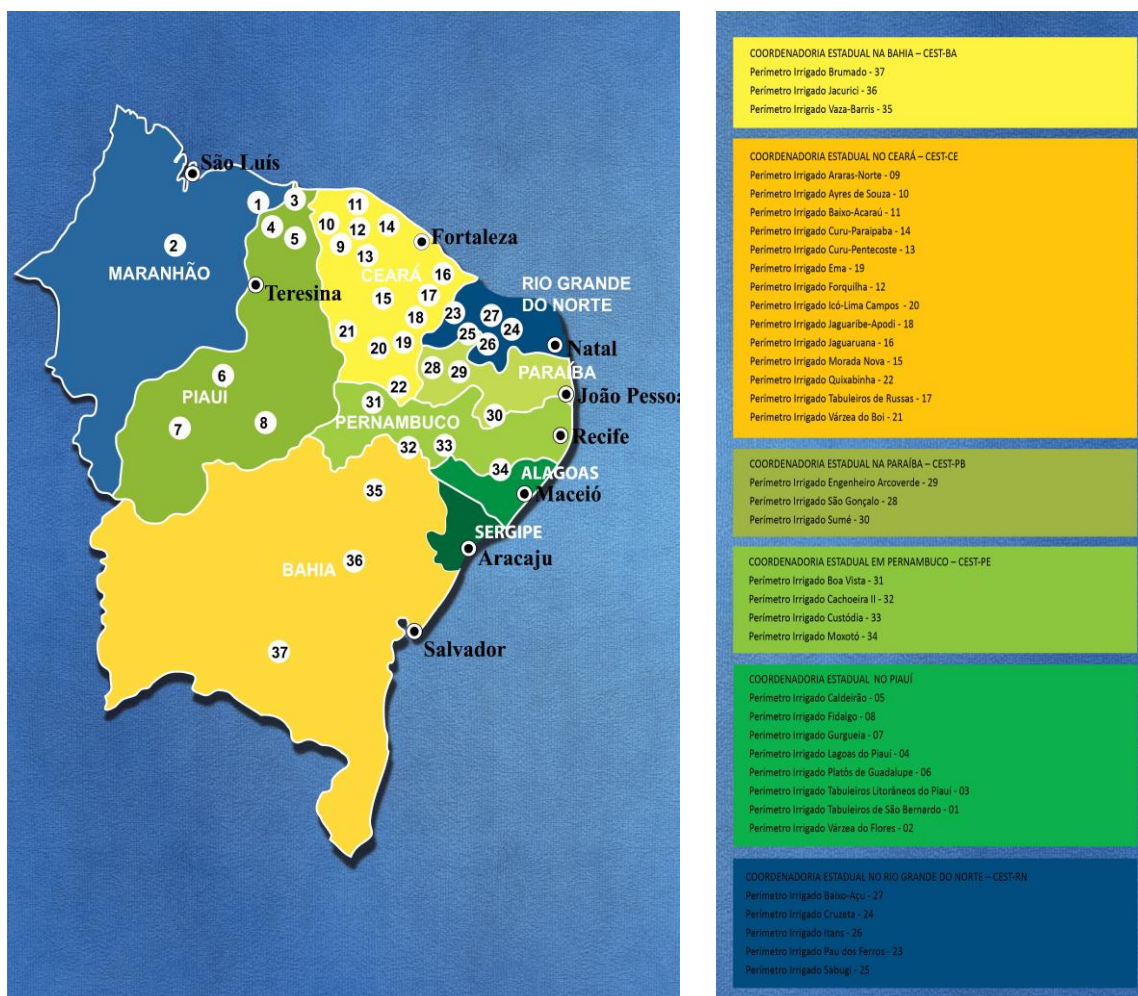 São Luís
3
1
11
4
10
14
12
5
Fortaleza
2
9
13
MARANHÃO
CEARÁ
16
RIO GRANDE
DO NORTE
Teresina
15
17
23
27
18
24
21
25
26
Natal
20
19
28
29
PARAÍBA
6
22
João Pessoa
PIAUI
31
30
7
8
PERNAMBUCO
Recife
32
33
34
ALAGOAS
35
Maceió
SERGIPE
Aracaju
36
BAHIA
Salvador
37
COORDENADORIA ESTADUAL NA BAHIA – CEST-BA
Perímetro Irrigado Brumado - 37
Perímetro Irrigado Jacurici - 36
Perímetro Irrigado Vaza-Barris - 35
COORDENADORIA ESTADUAL NO CEARÁ – CEST-CE
Perímetro Irrigado Araras-Norte - 09
Perímetro Irrigado Ayres de Souza - 10
Perímetro Irrigado Baixo-Acaraú - 11
Perímetro Irrigado Curu-Paraipaba - 14
Perímetro Irrigado Curu-Pentecoste - 13
Perímetro Irrigado Ema - 19
Perímetro Irrigado Forquilha - 12
Perímetro Irrigado Icó-Lima Campos - 20
Perímetro Irrigado Jaguaribe-Apodi - 18
Perímetro Irrigado Jaguaruana - 16
Perímetro Irrigado Morada Nova - 15
Perímetro Irrigado Quixabinha - 22
Perímetro Irrigado Tabuleiros de Russas - 17
Perímetro Irrigado Várzea do Boi - 21
COORDENADORIA ESTADUAL NA PARAÍBA – CEST-PB
Perímetro Irrigado Engenheiro Arcoverde - 29
Perímetro Irrigado São Gonçalo - 28
Perímetro Irrigado Sumé - 30
COORDENADORIA ESTADUAL EM PERNAMBUCO – CEST-PE
Perímetro Irrigado Boa Vista - 31
Perímetro Irrigado Cachoeira II - 32
Perímetro Irrigado Custódia - 33
Perímetro Irrigado Moxotó - 34
COORDENADORIA ESTADUAL NO PIAUÍ
Perímetro Irrigado Caldeirão - 05
Perímetro Irrigado Fidalgo - 08
Perímetro Irrigado Gurgueia - 07
Perímetro Irrigado Lagoas do Piauí - 04
Perímetro Irrigado Platôs de Guadalupe - 06
Perímetro Irrigado Tabuleiros Litorâneos do Piauí - 03
Perímetro Irrigado Tabuleiros de São Bernardo - 01
Perímetro Irrigado Várzea do Flores - 02
COORDENADORIA ESTADUAL NO RIO GRANDE DO NORTE – CEST-RN
Perímetro Irrigado Baixo-Açu - 27
Perímetro Irrigado Cruzeta - 24
Perímetro Irrigado Itans - 26
Perímetro Irrigado Pau dos Ferros - 23
Perímetro Irrigado Sabugi - 25